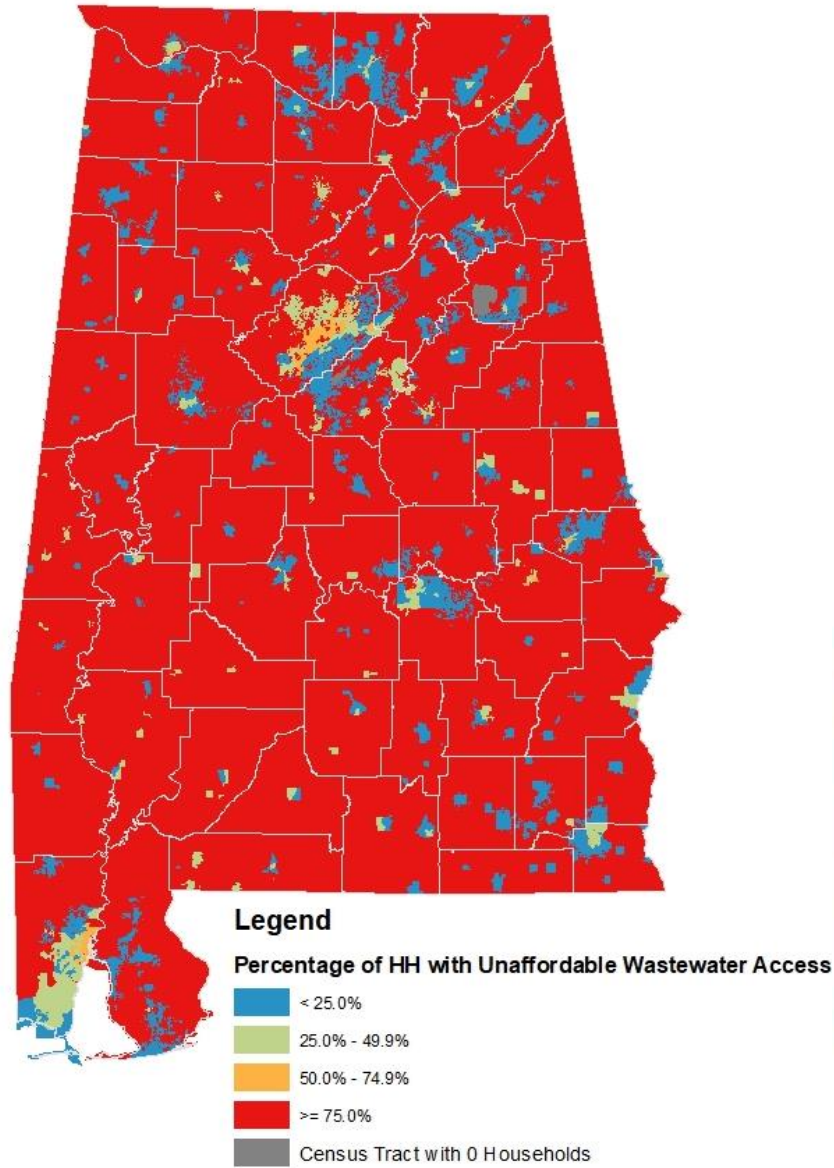 Legend
Percentage of HH with Unaffordable Wastewater Access
< 25.0%
25.0% - 49.9%
50.0% - 74.9%
>= 75.0%
Census Tract with 0 Households